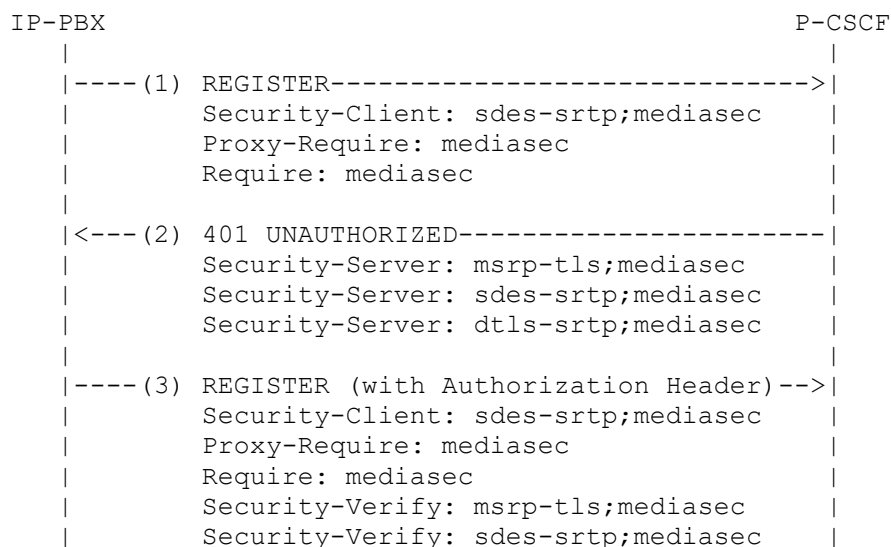 IP-PBX                                           P-CSCF
   |                                               |
   |----(1) REGISTER------------------------------>|
   |        Security-Client: sdes-srtp;mediasec    |
   |        Proxy-Require: mediasec                |
   |        Require: mediasec                      |
   |                                               |
   |<---(2) 401 UNAUTHORIZED-----------------------|
   |        Security-Server: msrp-tls;mediasec     |
   |        Security-Server: sdes-srtp;mediasec    |
   |        Security-Server: dtls-srtp;mediasec    |
   |                                               |
   |----(3) REGISTER (with Authorization Header)-->|
   |        Security-Client: sdes-srtp;mediasec    |
   |        Proxy-Require: mediasec                |
   |        Require: mediasec                      |
   |        Security-Verify: msrp-tls;mediasec     |
   |        Security-Verify: sdes-srtp;mediasec    |